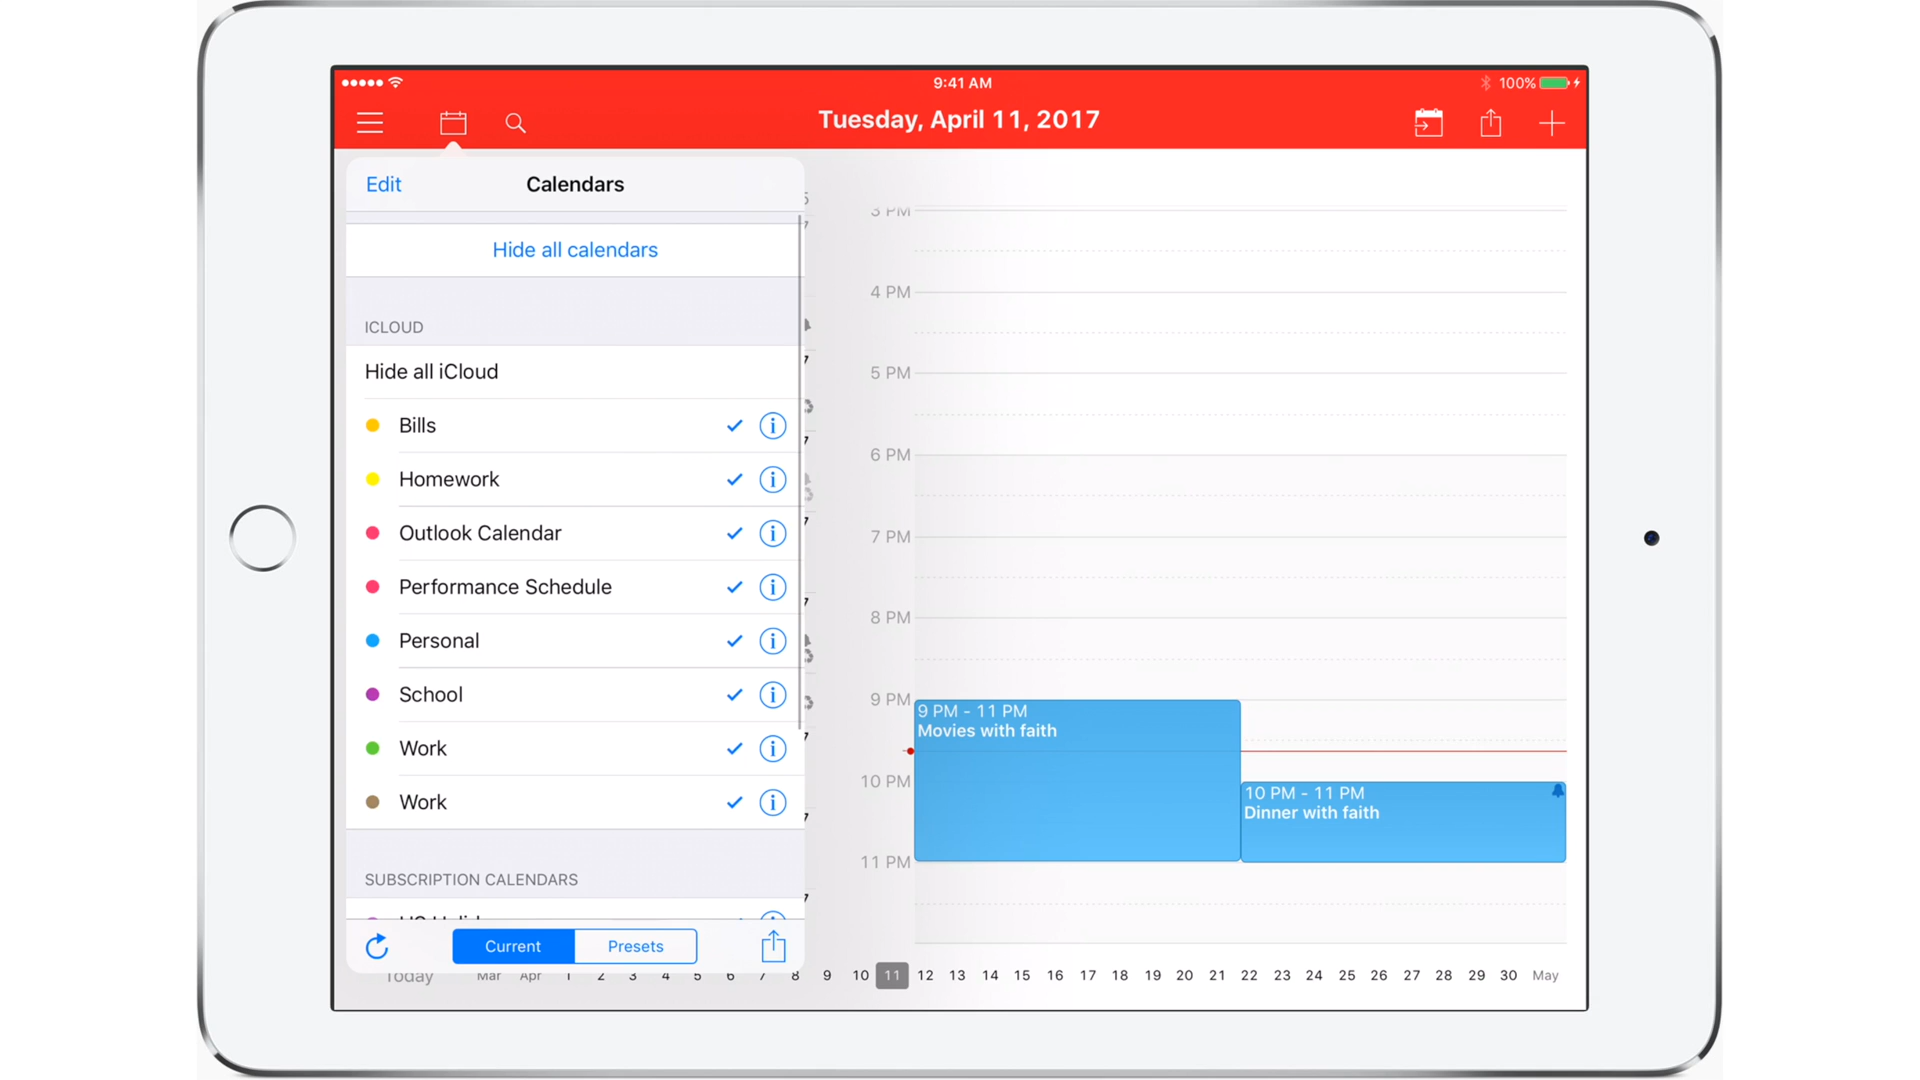 9:41 AM
100%
Tuesday, April 11, 2017
Edit
Calendars
Hide all calendars
ICLOUD
Hide all iCloud
Bills
Homework
Outlook Calendar
Performance Schedule
Personal
School
Work
Work
SUBSCRIPTION CALENDARS
Current
Presets
3 PM
4 PM
5 PM
6 PM
7 PM
8 PM
9 PM
10 PM
11 PM
9 PM - 11 PM
Movies with faith
10 PM - 11 PM
Dinner with faith
Today Mar Apr 1 2 3 4 5 6 7 8 9 10 11 12 13 14 15 16 17 18 19 20 21 22 23 24 25 26 27 28 29 30 May